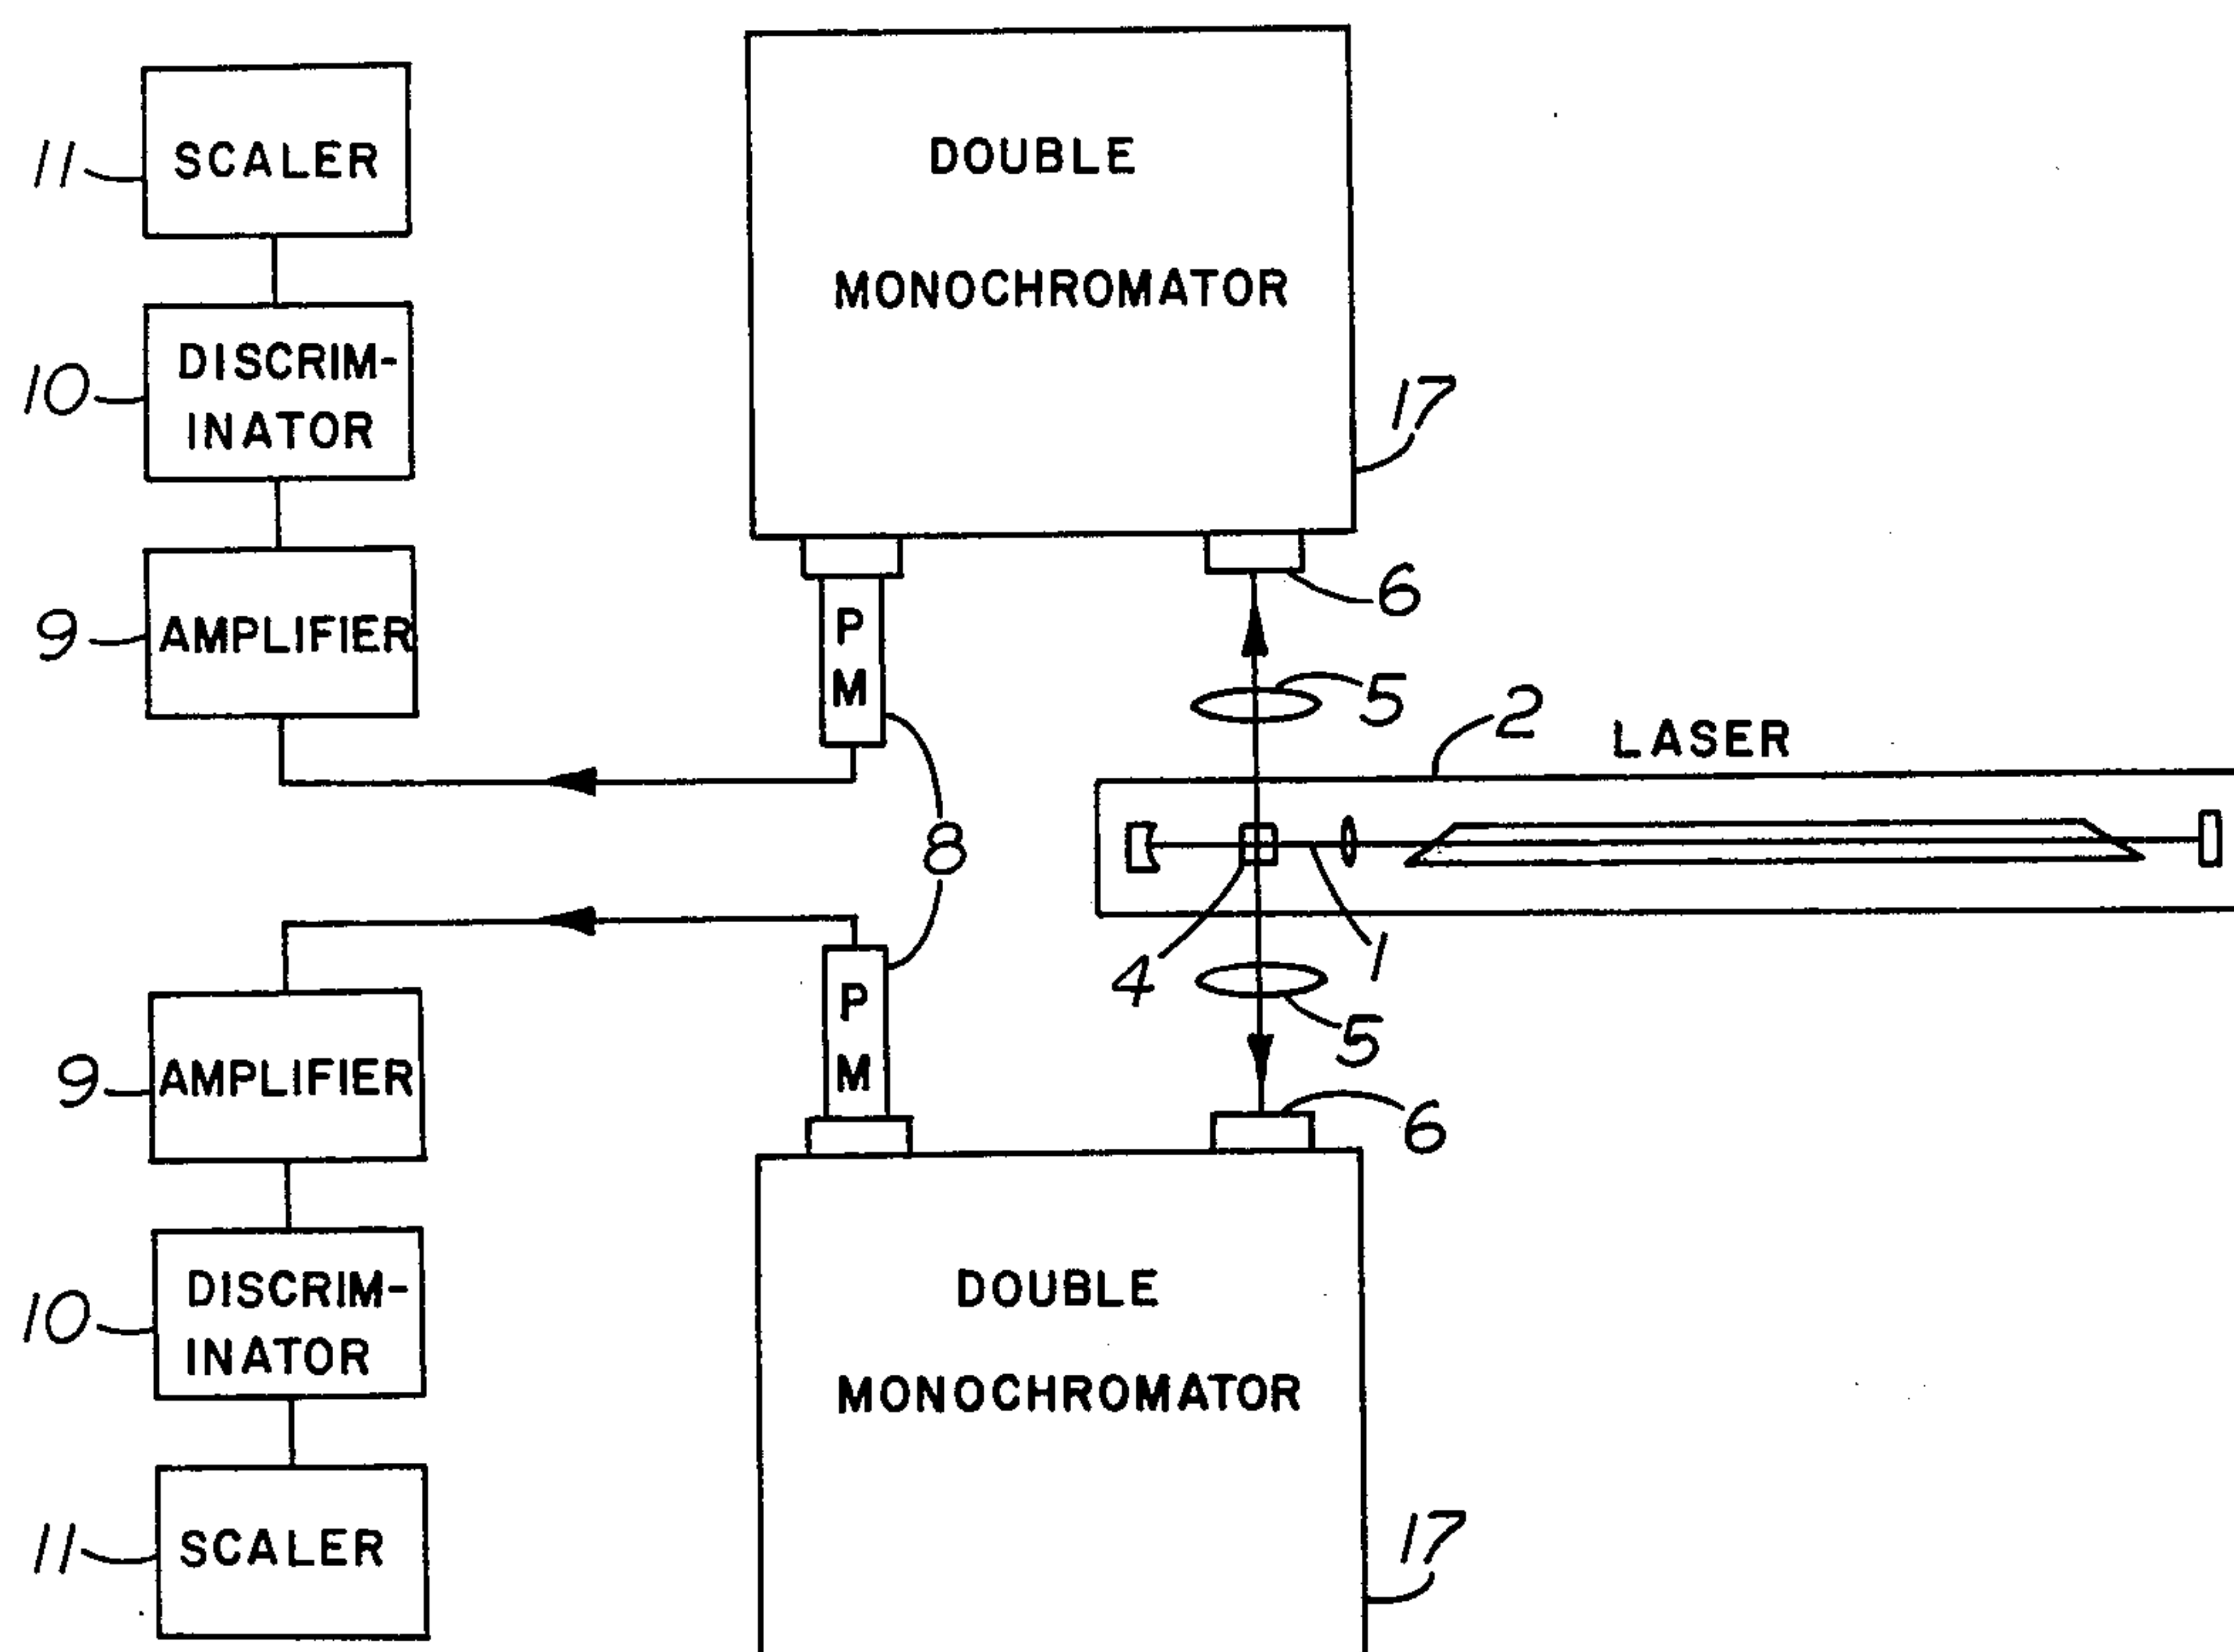 11
SCALER
DOUBLE
MONOCHROMATOR
10
DISCRIM-
INATOR
17
9
AMPLIFIER
P
M
6
5
2
LASER
8
4
1
5
9
AMPLIFIER
P
M
6
10
DISCRIM-
INATOR
DOUBLE
MONOCHROMATOR
11
SCALER
17